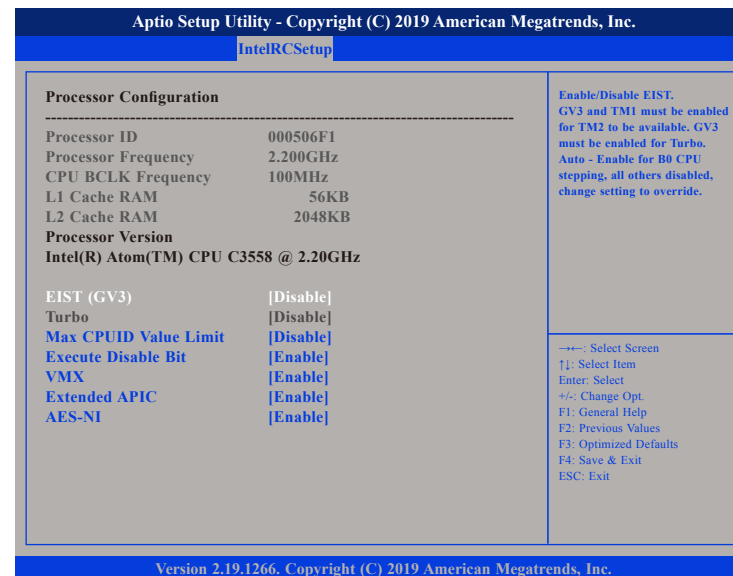 Aptio Setup Utility - Copyright (C) 2019 American Megatrends, Inc.
IntelRCSetup
Processor Configuration
--------------------------------------------------------------------------------
Processor ID 000506F1
Processor Frequency 2.200GHz
CPU BCLK Frequency 100MHz
L1 Cache RAM 56KB
L2 Cache RAM 2048KB
Processor Version
Intel(R) Atom(TM) CPU C3558 @ 2.20GHz
EIST (GV3) [Disable]
Turbo [Disable]
Max CPUID Value Limit [Disable]
Execute Disable Bit [Enable]
VMX [Enable]
Extended APIC [Enable]
AES-NI [Enable]
Enable/Disable EIST.
GV3 and TM1 must be enabled
for TM2 to be available. GV3
must be enabled for Turbo.
Auto - Enable for B0 CPU
stepping, all others disabled,
change setting to override.
→←: Select Screen
↑↓: Select Item
Enter: Select
+/-: Change Opt.
F1: General Help
F2: Previous Values
F3: Optimized Defaults
F4: Save & Exit
ESC: Exit
Version 2.19.1266. Copyright (C) 2019 American Megatrends, Inc.